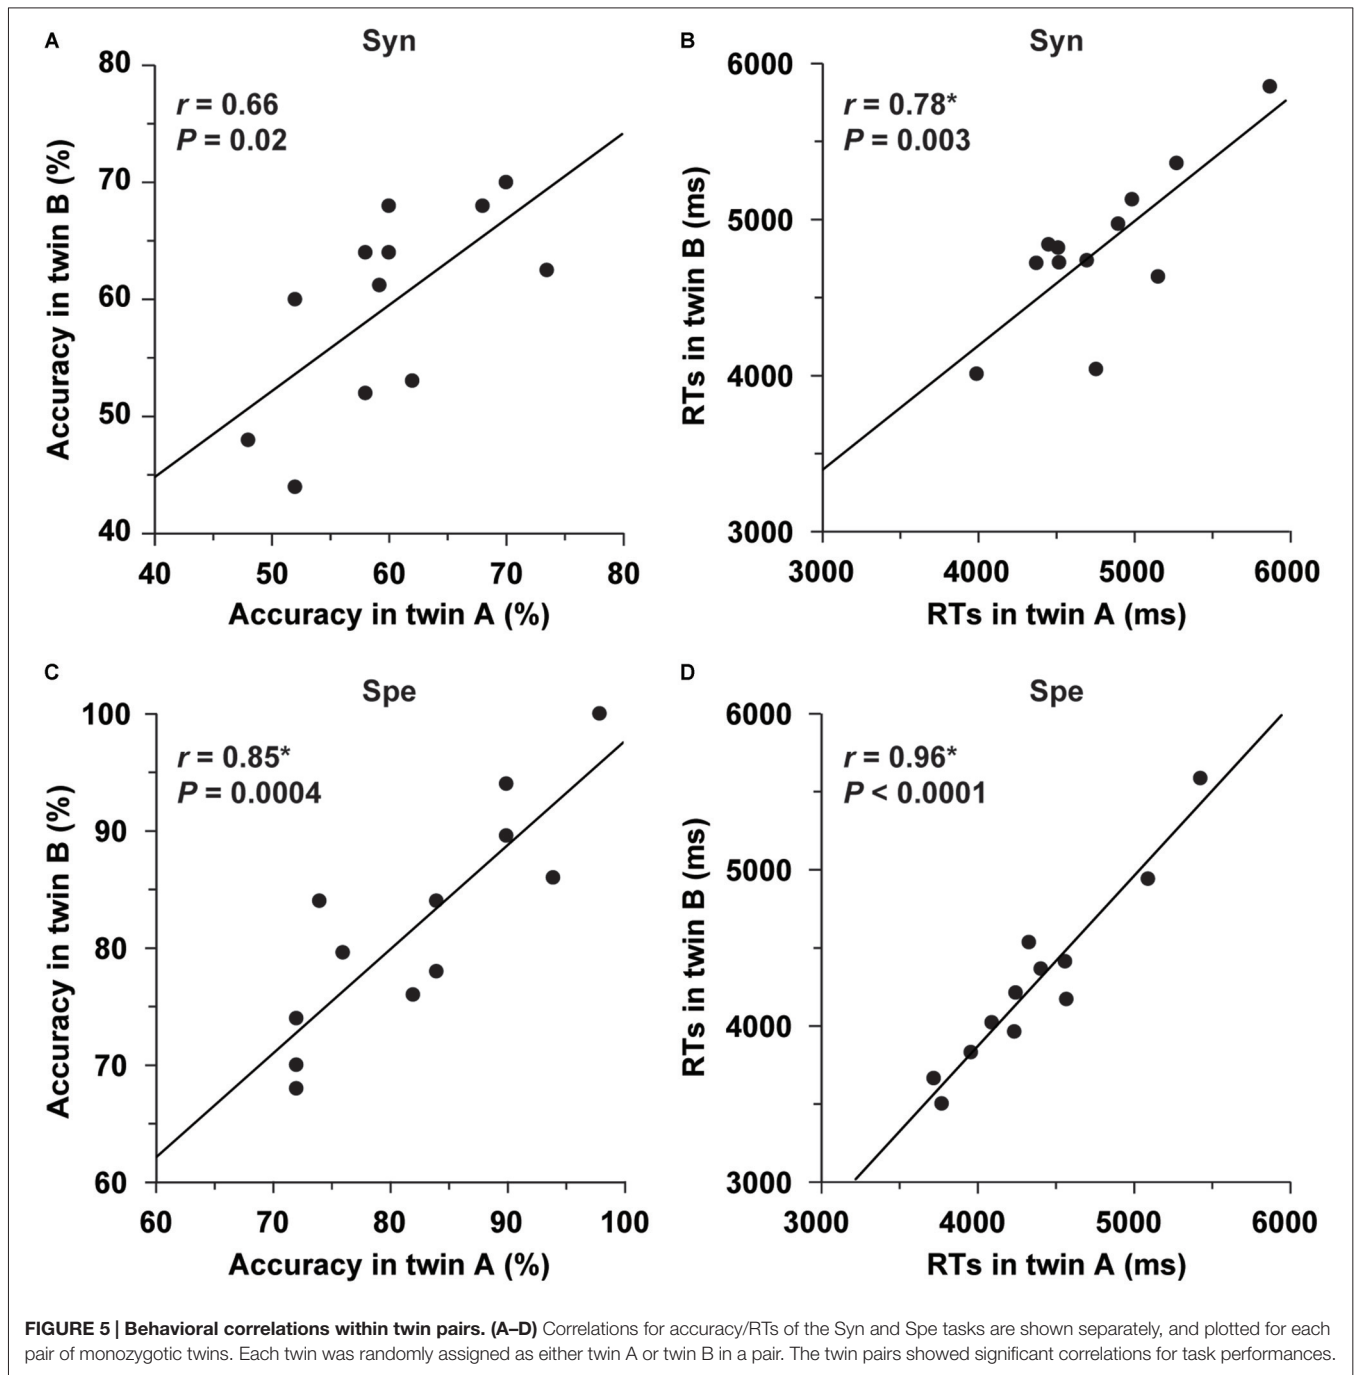 A
Syn
r = 0.66
P = 0.02
80
70
60
50
40
40 50 60 70 80
Accuracy in twin B (%)
Accuracy in twin A (%)
B
Syn
r = 0.78*
P = 0.003
6000
5000
4000
3000
3000 4000 5000 6000
RTs in twin B (ms)
RTs in twin A (ms)
C
Spe
r = 0.85*
P = 0.0004
100
90
80
70
60
60 70 80 90 100
Accuracy in twin B (%)
Accuracy in twin A (%)
D
Spe
r = 0.96*
P < 0.0001
6000
5000
4000
3000
3000 4000 5000 6000
RTs in twin B (ms)
RTs in twin A (ms)
FIGURE 5 | Behavioral correlations within twin pairs. (A–D) Correlations for accuracy/RTs of the Syn and Spe tasks are shown separately, and plotted for each
pair of monozygotic twins. Each twin was randomly assigned as either twin A or twin B in a pair. The twin pairs showed significant correlations for task performances.